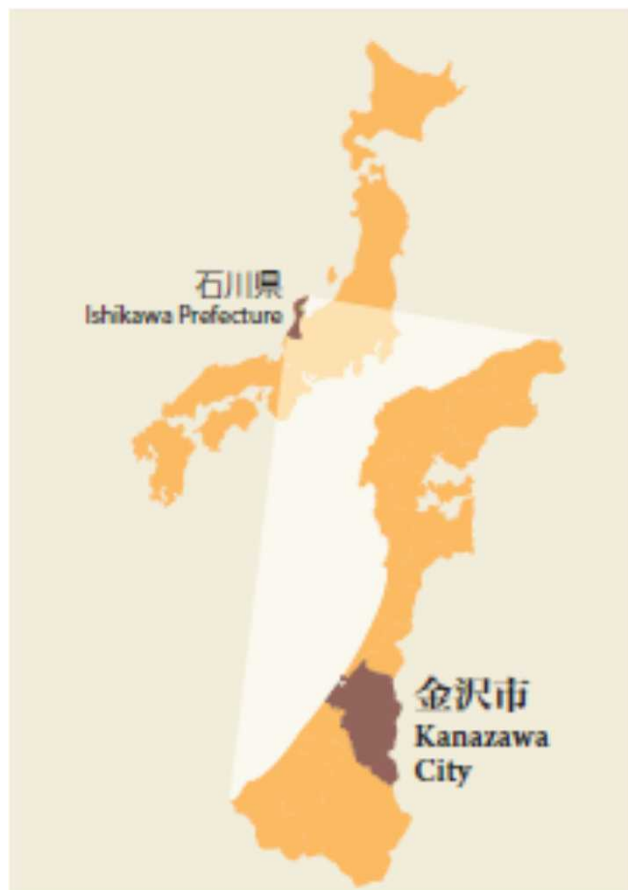 石川県
Ishikawa Prefecture
金沢市
Kanazawa
City